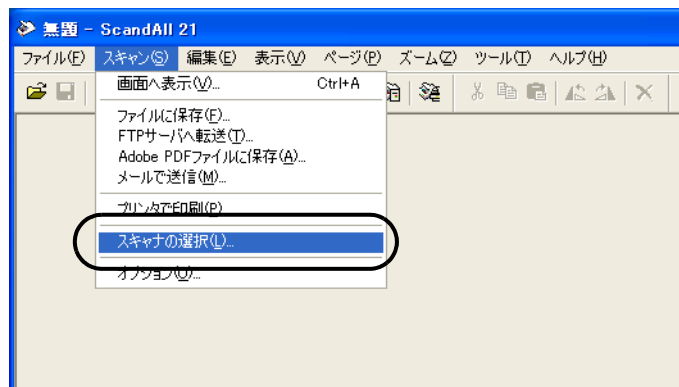 無題 - ScandAll 21
ファイル(F) スキャン(S) 編集(E) 表示(V) ページ(P) ズーム(Z) ツール(T) ヘルプ(H)
画面へ表示(V)... Ctrl+A
ファイルに保存(F)...
FTPサーバへ転送(T)...
Adobe PDFファイルに保存(A)...
メールで送信(M)...
プリンタで印刷(P)
スキャナの選択(L)...
オプション(O)...